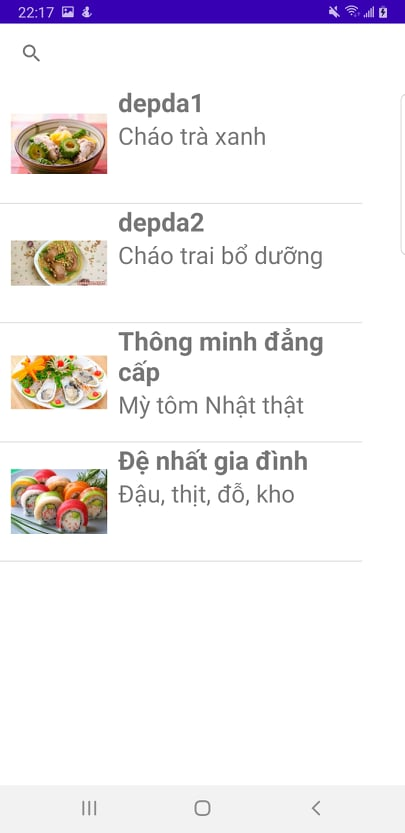 22:17
depda1
Cháo trà xanh
depda2
Cháo trai bổ dưỡng
Thông minh đẳng
cấp
Mỳ tôm Nhật thật
Đệ nhất gia đình
Đậu, thịt, đỗ, kho